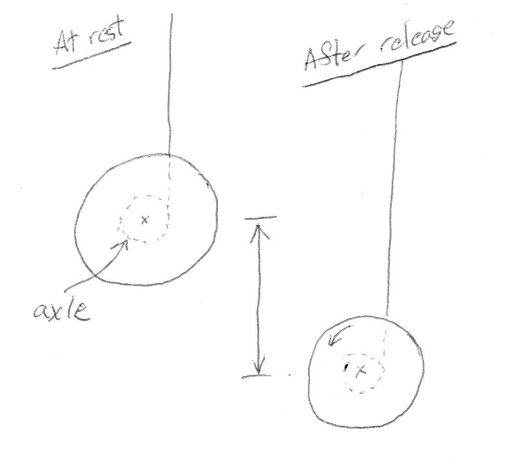 At rest
After release
axle
x
x